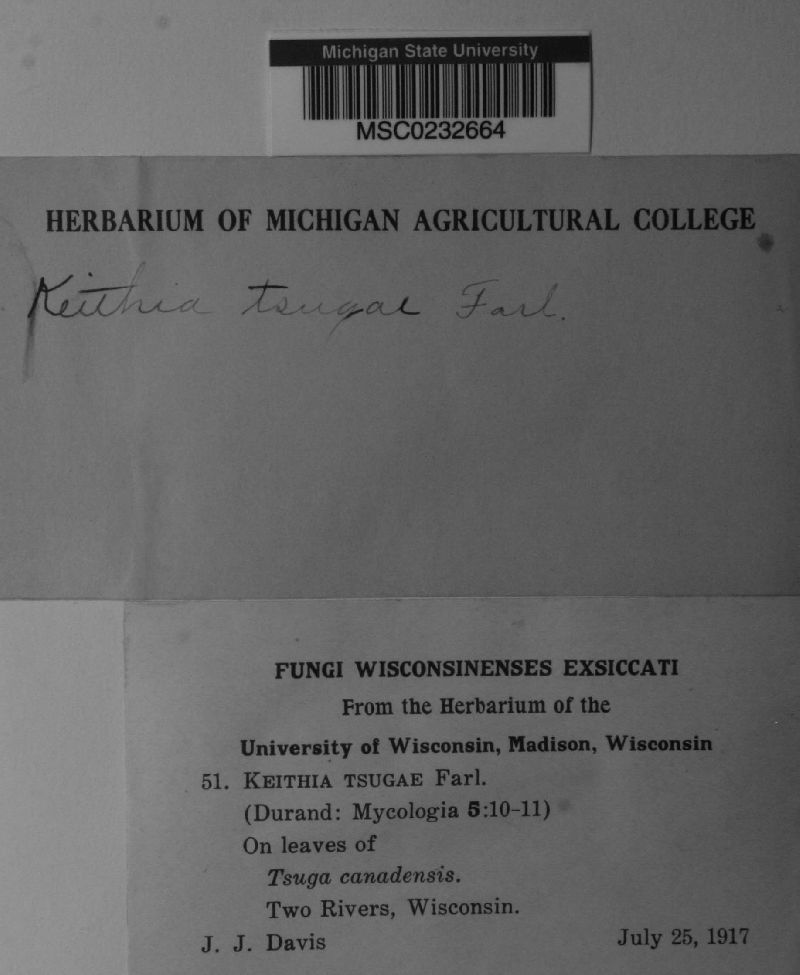 Michigan State University
MSC0232664
HERBARIUM OF MICHIGAN AGRICULTURAL COLLEGE
Keithia tsugae Farl.
FUNGI WISCONSINENSES EXSICCATI
From the Herbarium of the
University of Wisconsin, Madison, Wisconsin
51. KEITHIA TSUGAE Farl.
(Durand: Mycologia 5:10-11)
On leaves of
Tsuga canadensis.
Two Rivers, Wisconsin.
J. J. Davis July 25, 1917